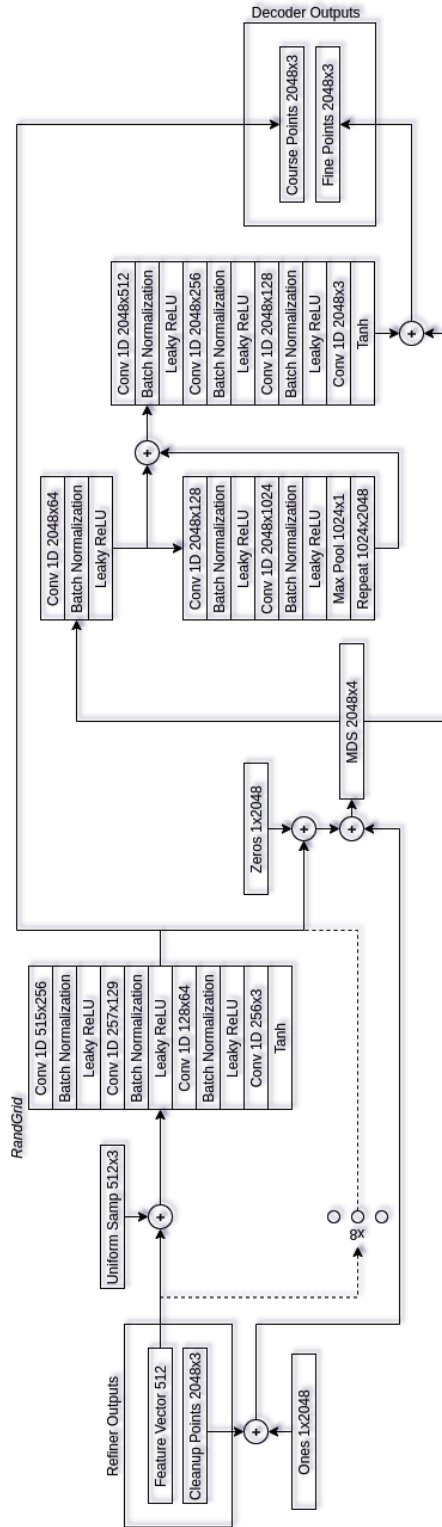 Refiner Outputs
Feature Vector 512
Cleanup Points 2048x3
+
Ones 1x2048
Uniform Samp 512x3
+
x8
RandGrid
Conv 1D 515x256
Batch Normalization
Leaky ReLU
Conv 1D 257x129
Batch Normalization
Leaky ReLU
Conv 1D 128x64
Batch Normalization
Leaky ReLU
Conv 1D 256x3
Tanh
Zeros 1x2048
+
+
MDS 2048x4
Conv 1D 2048x64
Batch Normalization
Leaky ReLU
Conv 1D 2048x128
Batch Normalization
Leaky ReLU
Conv 1D 2048x1024
Batch Normalization
Leaky ReLU
Max Pool 1024x1
Repeat 1024x2048
+
Conv 1D 2048x512
Batch Normalization
Leaky ReLU
Conv 1D 2048x256
Batch Normalization
Leaky ReLU
Conv 1D 2048x128
Batch Normalization
Leaky ReLU
Conv 1D 2048x3
Tanh
+
Decoder Outputs
Course Points 2048x3
Fine Points 2048x3